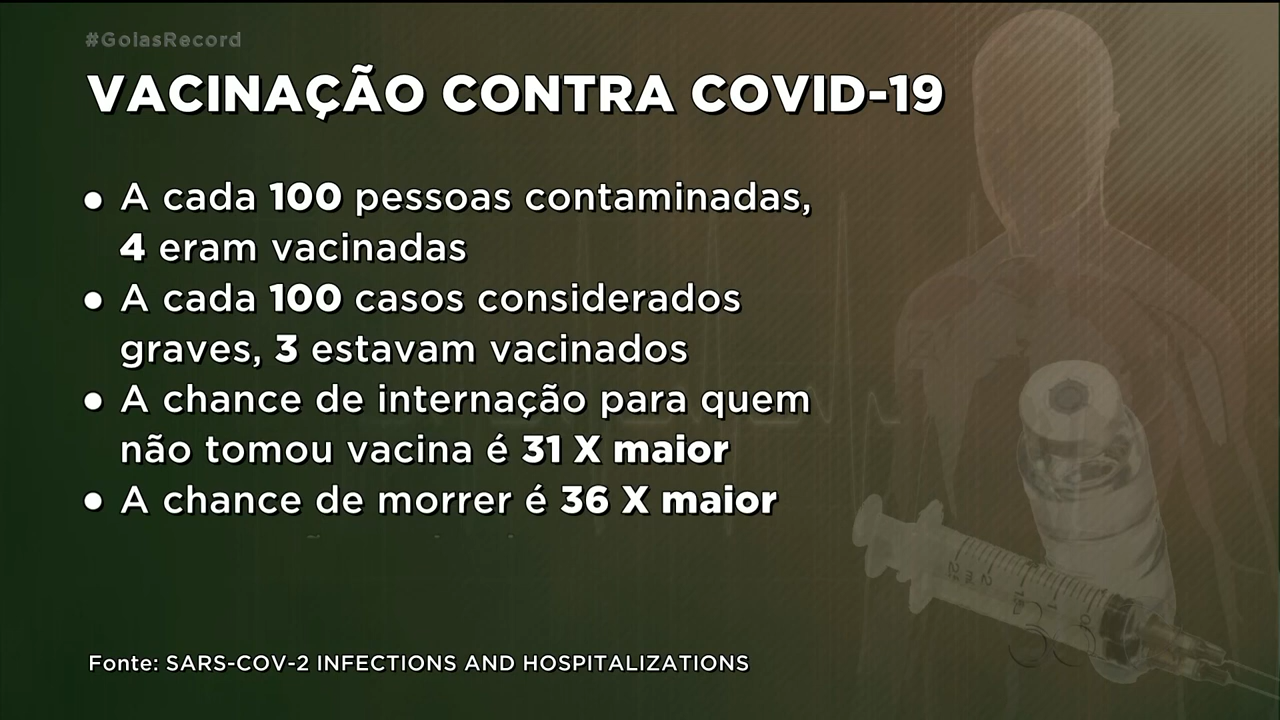 #GoiasRecord
VACINAÇÃO CONTRA COVID-19
• A cada 100 pessoas contaminadas,
4 eram vacinadas
• A cada 100 casos considerados
graves, 3 estavam vacinados
• A chance de internação para quem
não tomou vacina é 31 X maior
• A chance de morrer é 36 X maior
Fonte: SARS-COV-2 INFECTIONS AND HOSPITALIZATIONS